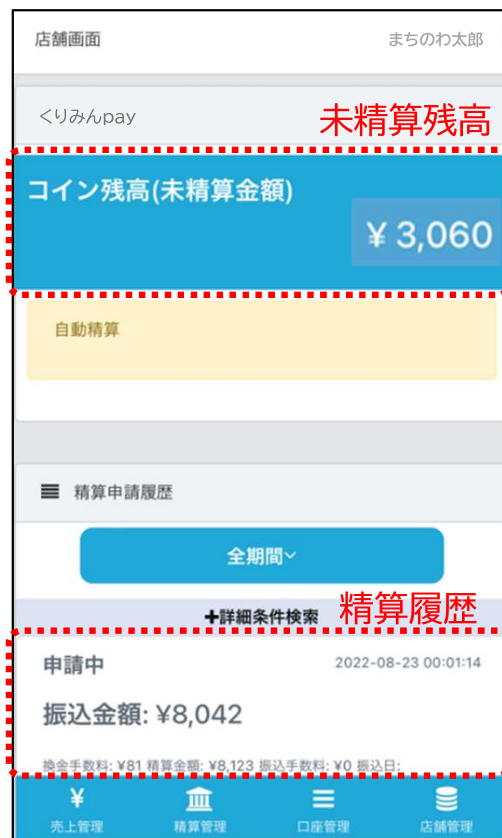 店舗画面
まちのわ太郎
くりみんpay
未精算残高
コイン残高(未精算金額)
¥ 3,060
自動精算
精算申請履歴
全期間
+詳細条件検索
精算履歴
申請中
2022-08-23 00:01:14
振込金額: ¥8,042
換金手数料: ¥81 精算金額: ¥8,123 振込手数料: ¥0 振込日:
¥
売上管理
精算管理
口座管理
店舗管理